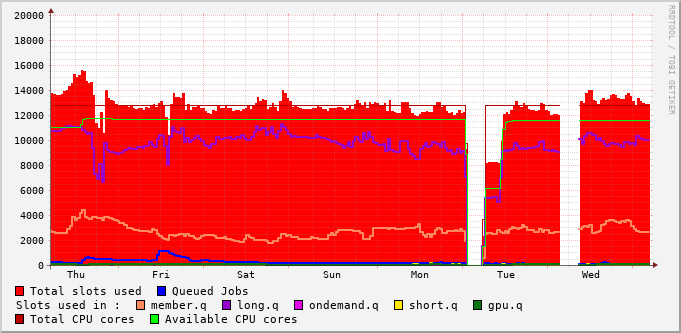 20000
18000
16000
14000
12000
10000
8000
6000
4000
2000
0
Thu Fri Sat Sun Mon Tue Wed
Total slots used Queued Jobs
Slots used in : member.q long.q ondemand.q short.q gpu.q
Total CPU cores Available CPU cores
RRDTOOL / TOBI OETIKER